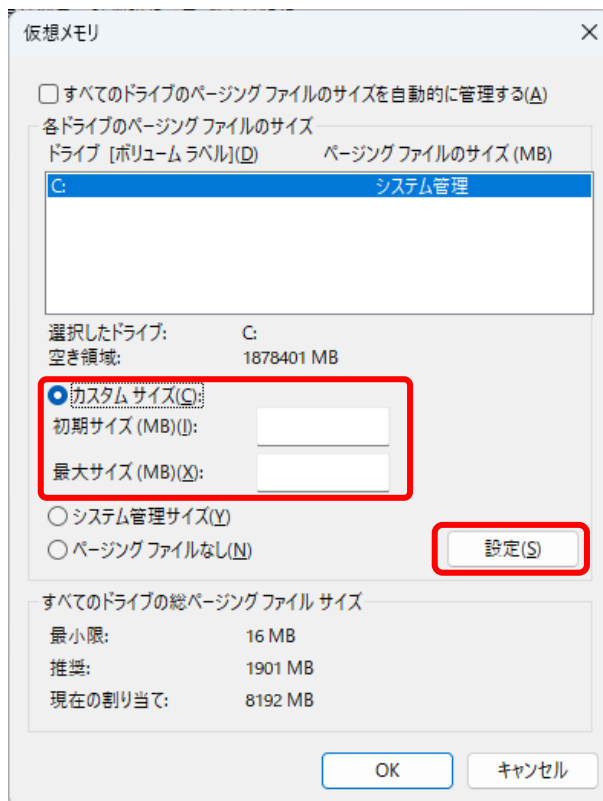 仮想メモリ
すべてのドライブのページング ファイルのサイズを自動的に管理する(A)
各ドライブのページング ファイルのサイズ
ドライブ [ボリューム ラベル](D) ページング ファイルのサイズ (MB)
C: システム管理
選択したドライブ: C:
空き領域: 1878401 MB
カスタム サイズ(C):
初期サイズ (MB)(I):
最大サイズ (MB)(X):
システム管理サイズ(Y)
ページング ファイルなし(N) 設定(S)
すべてのドライブの総ページング ファイル サイズ
最小限: 16 MB
推奨: 1901 MB
現在の割り当て: 8192 MB
OK キャンセル